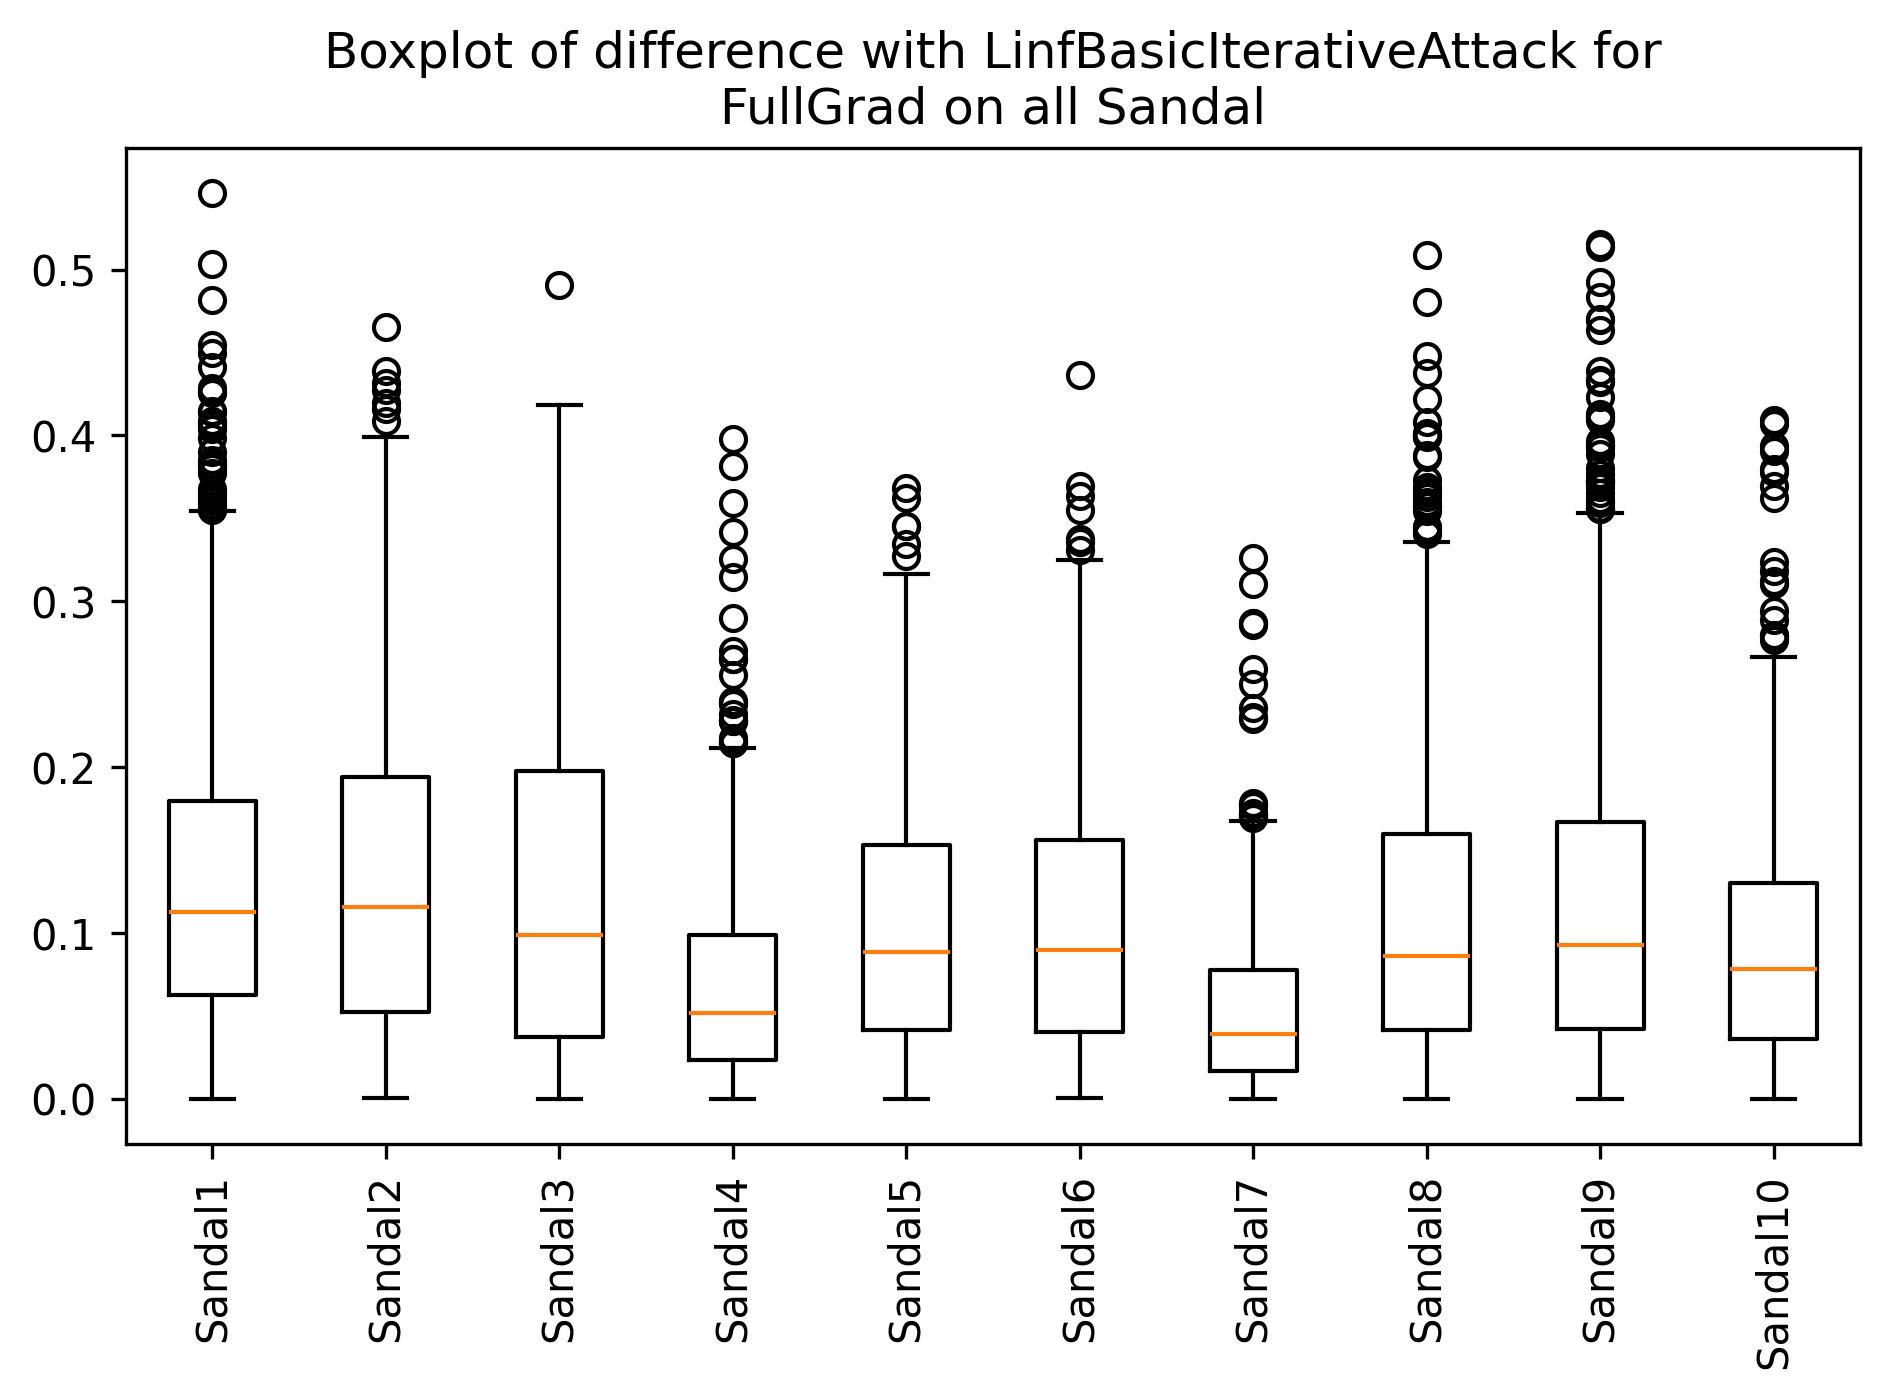 Boxplot of difference with LinfBasicIterativeAttack for
FullGrad on all Sandal
0.5
0.4
0.3
0.2
0.1
0.0
Sandal1
Sandal2
Sandal3
Sandal4
Sandal5
Sandal6
Sandal7
Sandal8
Sandal9
Sandal10